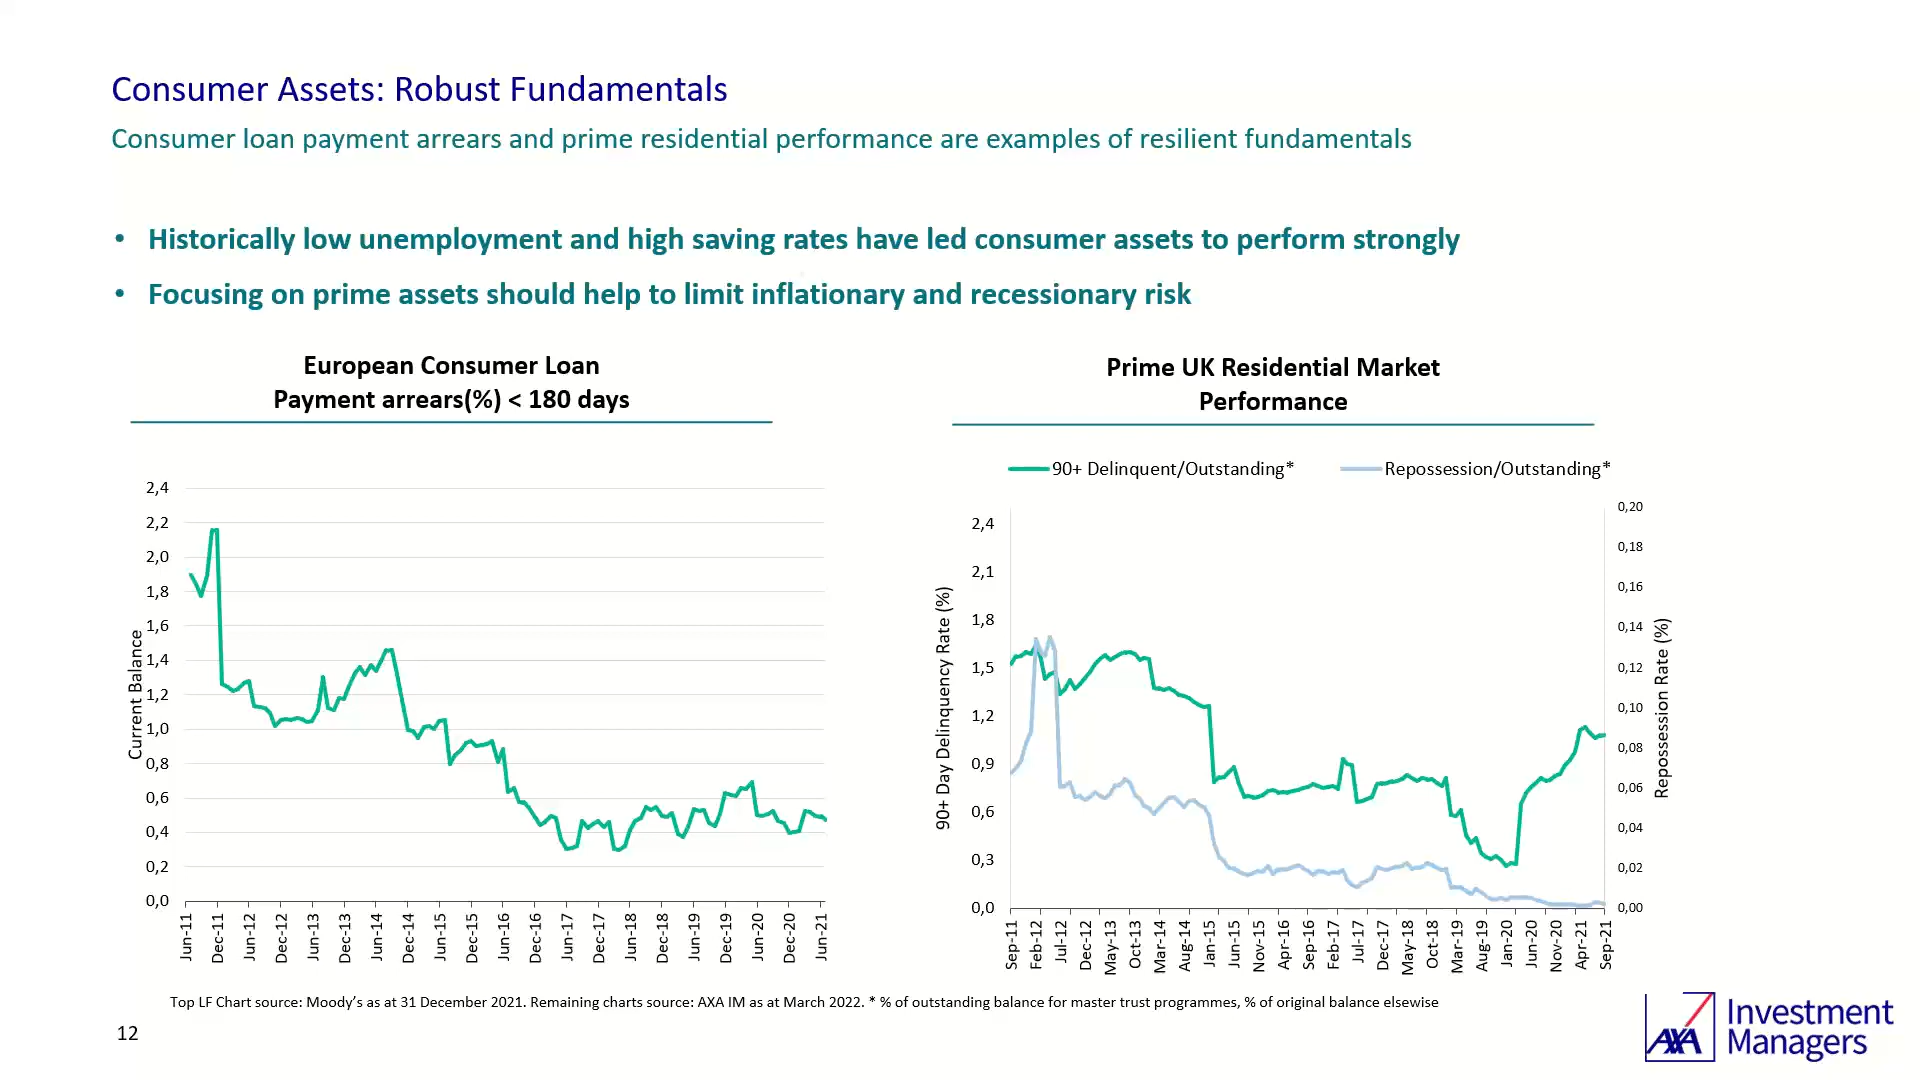 Consumer Assets: Robust Fundamentals
Consumer loan payment arrears and prime residential performance are examples of resilient fundamentals
• Historically low unemployment and high saving rates have led consumer assets to perform strongly
• Focusing on prime assets should help to limit inflationary and recessionary risk
European Consumer Loan
Payment arrears(%) < 180 days
Current Balance
2,4
2,2
2,0
1,8
1,6
1,4
1,2
1,0
0,8
0,6
0,4
0,2
0,0
Jun-11
Dec-11
Jun-12
Dec-12
Jun-13
Dec-13
Jun-14
Dec-14
Jun-15
Dec-15
Jun-16
Dec-16
Jun-17
Dec-17
Jun-18
Dec-18
Jun-19
Dec-19
Jun-20
Dec-20
Jun-21
Prime UK Residential Market
Performance
90+ Delinquent/Outstanding*
Repossession/Outstanding*
90+ Day Delinquency Rate (%)
2,4
2,1
1,8
1,5
1,2
0,9
0,6
0,3
0,0
0,20
0,18
0,16
0,14
0,12
0,10
0,08
0,06
0,04
0,02
0,00
Repossession Rate (%)
Sep-11
Feb-12
Jul-12
Dec-12
May-13
Oct-13
Mar-14
Aug-14
Jan-15
Jun-15
Nov-15
Apr-16
Sep-16
Feb-17
Jul-17
Dec-17
May-18
Oct-18
Mar-19
Aug-19
Jan-20
Jun-20
Nov-20
Apr-21
Sep-21
Top LF Chart source: Moody’s as at 31 December 2021. Remaining charts source: AXA IM as at March 2022. * % of outstanding balance for master trust programmes, % of original balance elsewise
12
AXA
Investment
Managers